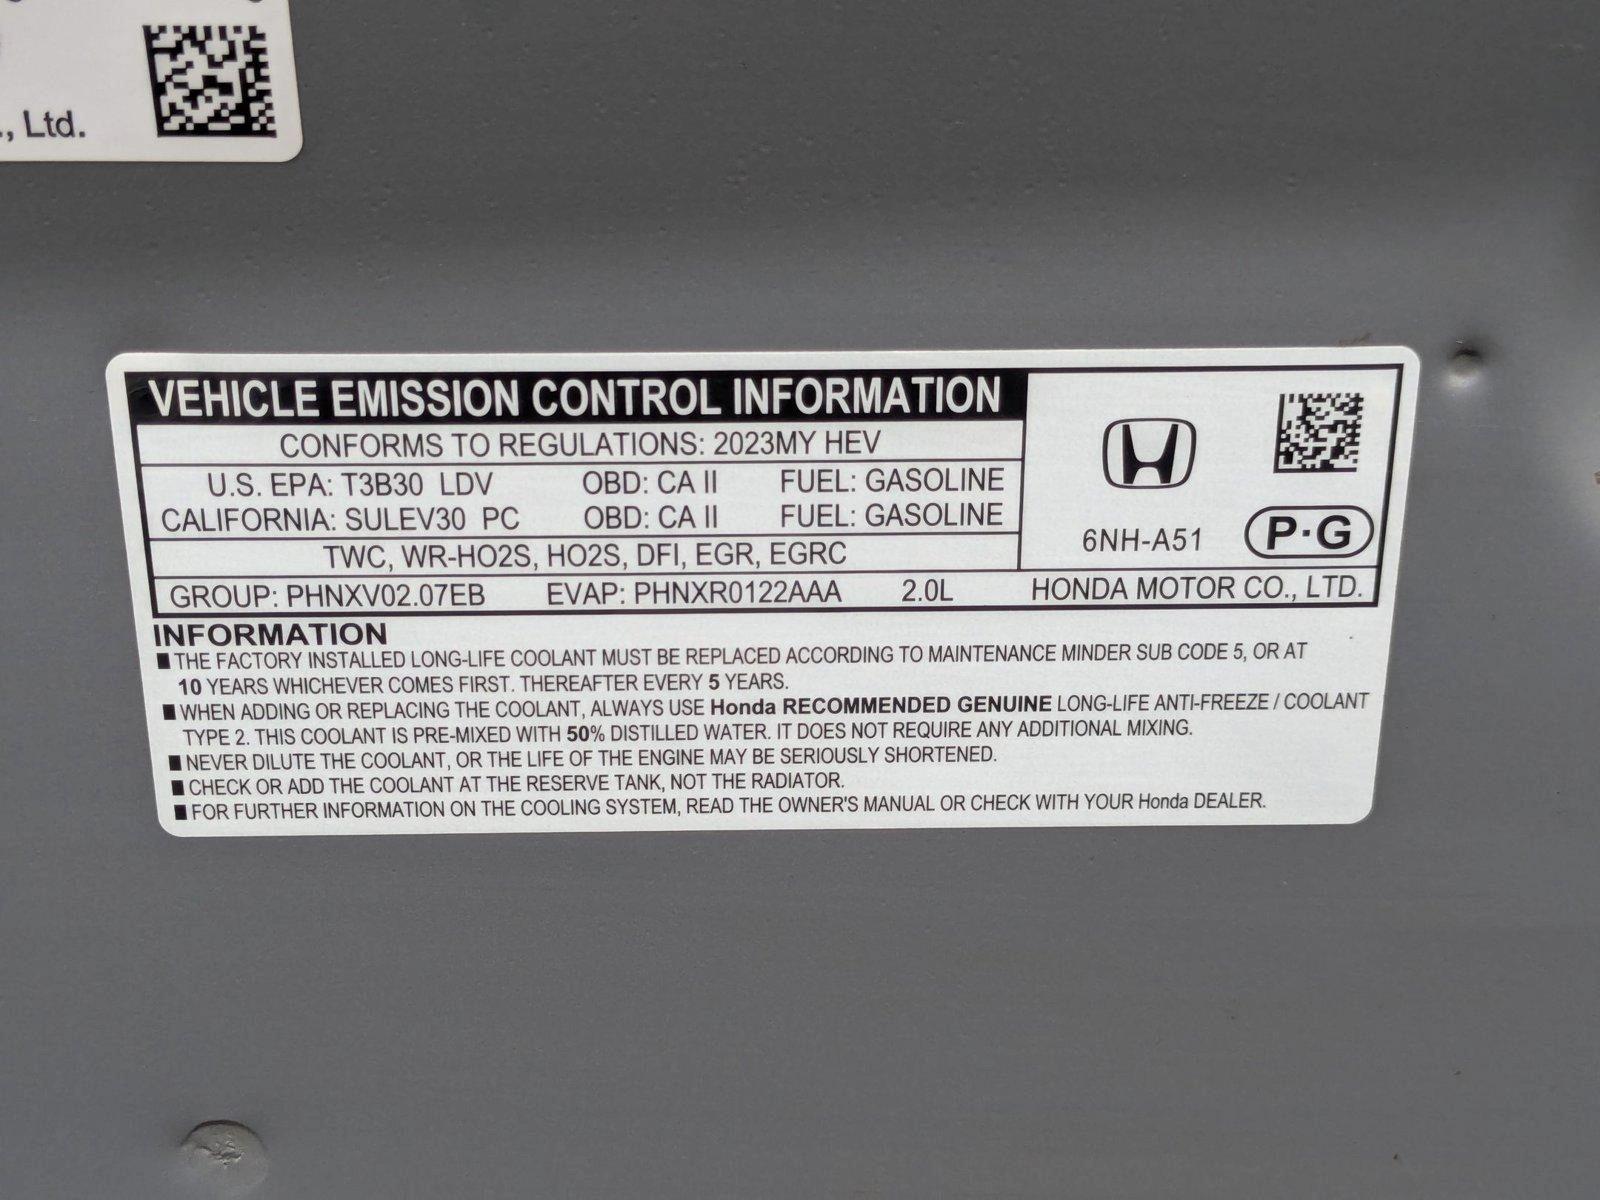 ., Ltd.
VEHICLE EMISSION CONTROL INFORMATION
CONFORMS TO REGULATIONS: 2023MY HEV
U.S. EPA: T3B30 LDV OBD: CA II FUEL: GASOLINE
CALIFORNIA: SULEV30 PC OBD: CA II FUEL: GASOLINE
TWC, WR-HO2S, HO2S, DFI, EGR, EGRC
6NH-A51 P·G
GROUP: PHNXV02.07EB EVAP: PHNXR0122AAA 2.0L HONDA MOTOR CO., LTD.
INFORMATION
■ THE FACTORY INSTALLED LONG-LIFE COOLANT MUST BE REPLACED ACCORDING TO MAINTENANCE MINDER SUB CODE 5, OR AT
10 YEARS WHICHEVER COMES FIRST. THEREAFTER EVERY 5 YEARS.
■ WHEN ADDING OR REPLACING THE COOLANT, ALWAYS USE Honda RECOMMENDED GENUINE LONG-LIFE ANTI-FREEZE / COOLANT
TYPE 2. THIS COOLANT IS PRE-MIXED WITH 50% DISTILLED WATER. IT DOES NOT REQUIRE ANY ADDITIONAL MIXING.
■ NEVER DILUTE THE COOLANT, OR THE LIFE OF THE ENGINE MAY BE SERIOUSLY SHORTENED.
■ CHECK OR ADD THE COOLANT AT THE RESERVE TANK, NOT THE RADIATOR.
■ FOR FURTHER INFORMATION ON THE COOLING SYSTEM, READ THE OWNER'S MANUAL OR CHECK WITH YOUR Honda DEALER.